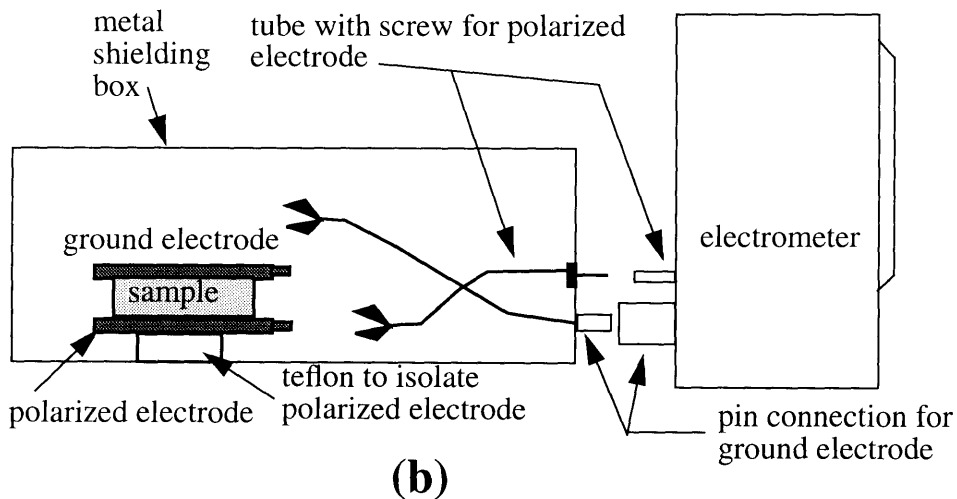 metal
shielding
box
tube with screw for polarized
electrode
electrometer
ground electrode
sample
teflon to isolate
polarized electrode
polarized electrode
pin connection for
ground electrode
(b)